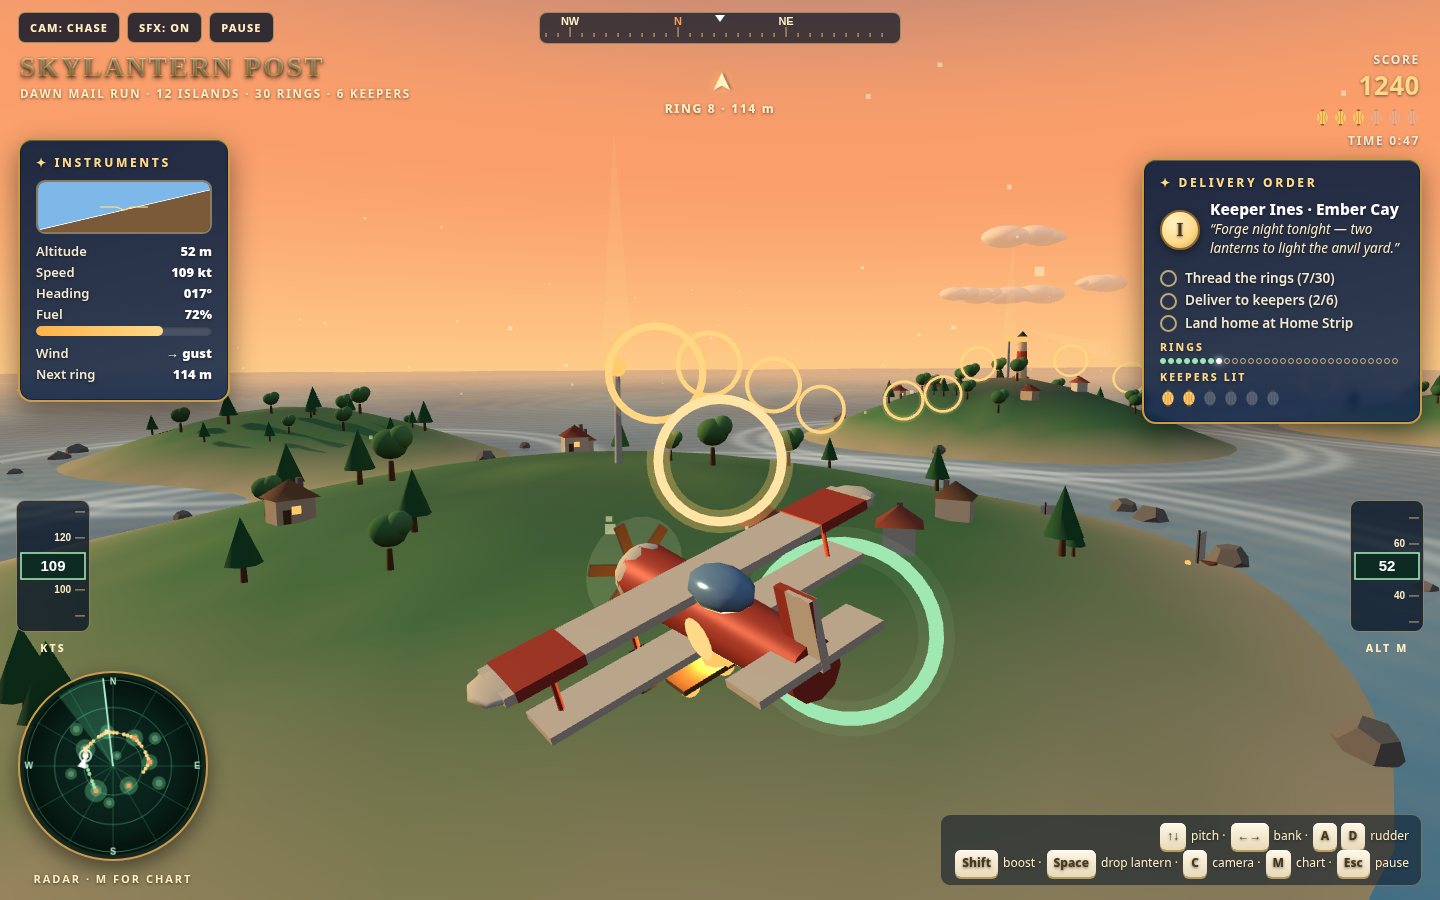 CAM: CHASE
SFX: ON
PAUSE
NW
N
NE
SKYLANTERN POST
DAWN MAIL RUN · 12 ISLANDS · 30 RINGS · 6 KEEPERS
RING 8 · 114 m
SCORE
1240
TIME 0:47
✦ INSTRUMENTS
Altitude 52 m
Speed 109 kt
Heading 017°
Fuel 72%
Wind → gust
Next ring 114 m
✦ DELIVERY ORDER
I
Keeper Ines · Ember Cay
“Forge night tonight — two
lanterns to light the anvil yard.”
Thread the rings (7/30)
Deliver to keepers (2/6)
Land home at Home Strip
RINGS
KEEPERS LIT
120
109
100
KTS
60
52
40
ALT M
N
W
E
S
RADAR · M FOR CHART
↑↓ pitch · ←→ bank · A D rudder
Shift boost · Space drop lantern · C camera · M chart · Esc pause